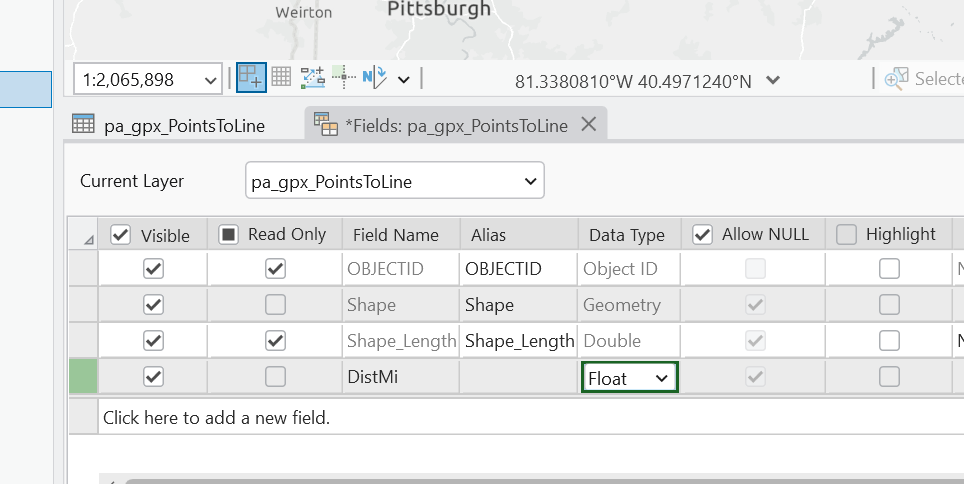 Weirton
Pittsburgh
1:2,065,898
N
81.3380810°W 40.4971240°N
Selecte
pa_gpx_PointsToLine
*Fields: pa_gpx_PointsToLine
Current Layer
pa_gpx_PointsToLine
Visible Read Only Field Name Alias Data Type Allow NULL Highlight
OBJECTID OBJECTID Object ID
Shape Shape Geometry
Shape_Length Shape_Length Double
DistMi Float
Click here to add a new field.